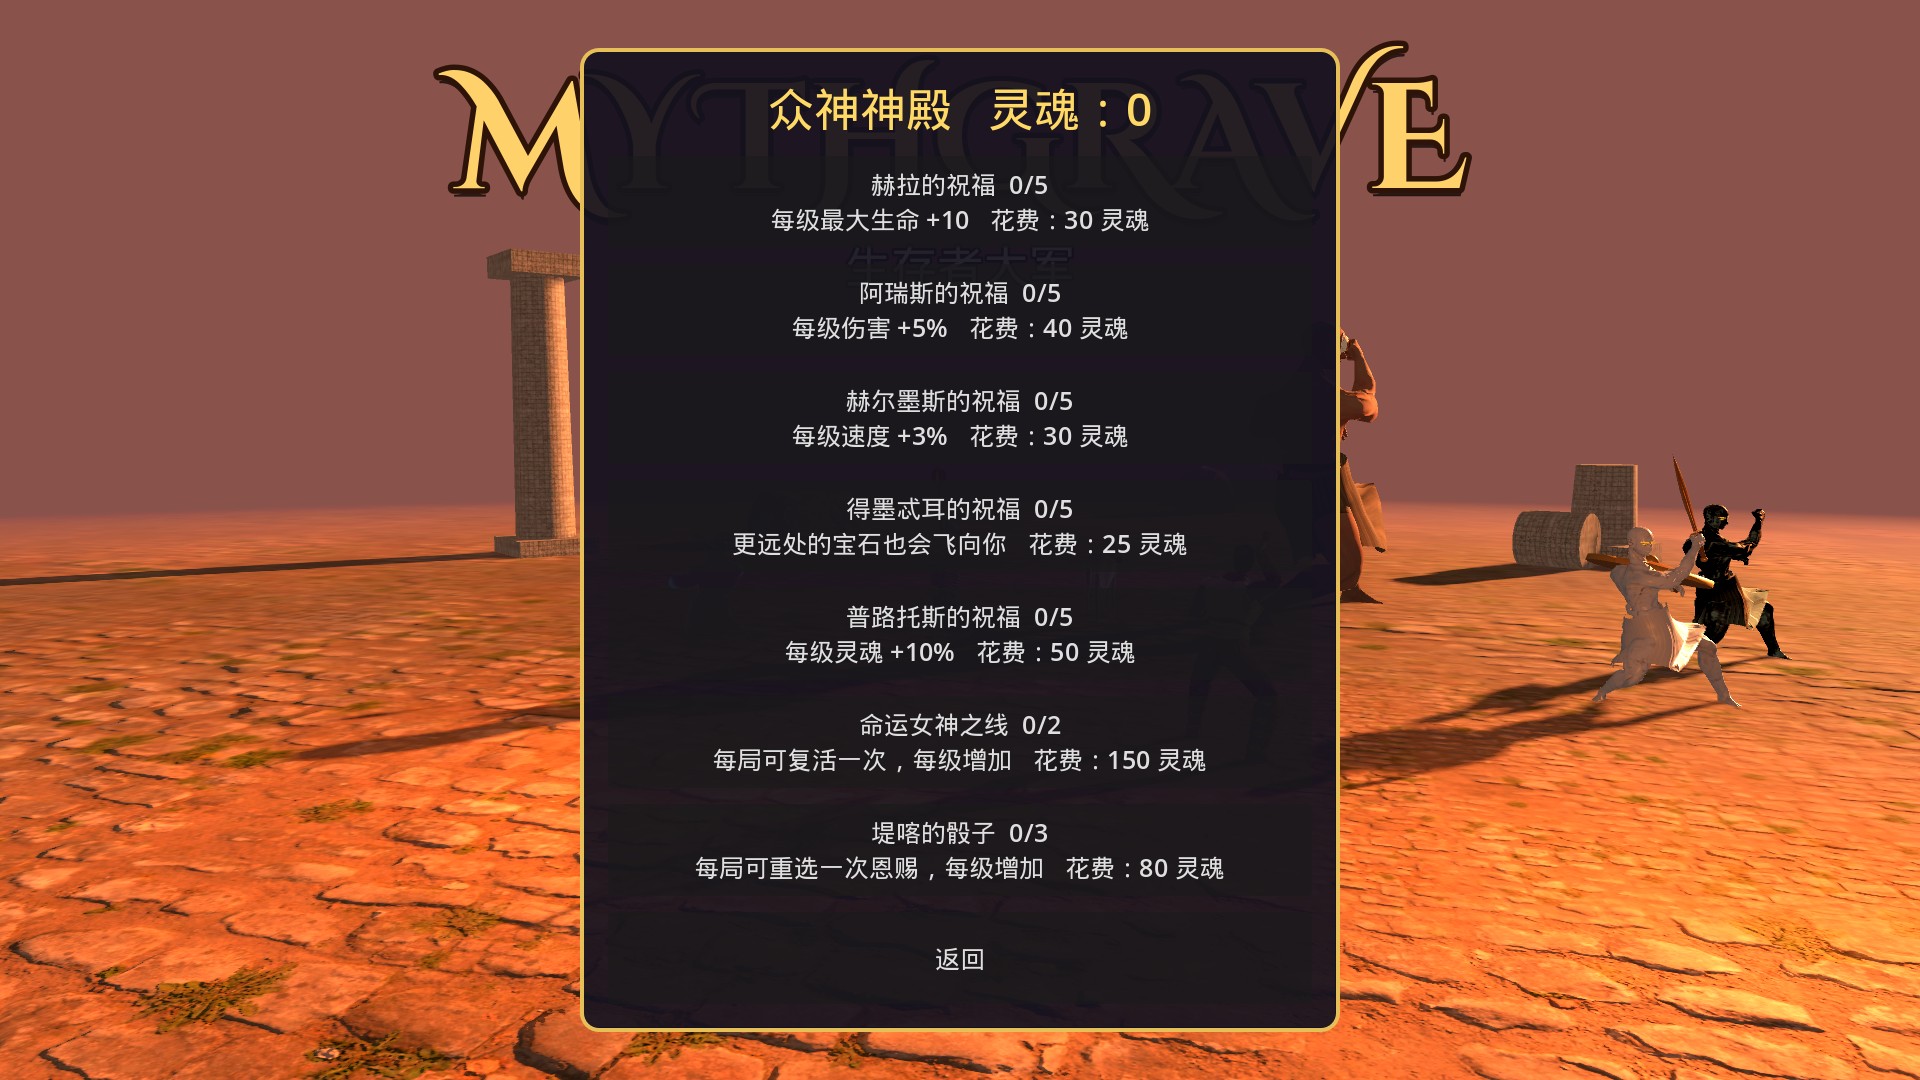 MYTHGRAVE
众神神殿 灵魂：0
赫拉的祝福 0/5
每级最大生命 +10 花费：30 灵魂
生存者大军
阿瑞斯的祝福 0/5
每级伤害 +5% 花费：40 灵魂
赫尔墨斯的祝福 0/5
每级速度 +3% 花费：30 灵魂
得墨忒耳的祝福 0/5
更远处的宝石也会飞向你 花费：25 灵魂
普路托斯的祝福 0/5
每级灵魂 +10% 花费：50 灵魂
命运女神之线 0/2
每局可复活一次，每级增加 花费：150 灵魂
堤喀的骰子 0/3
每局可重选一次恩赐，每级增加 花费：80 灵魂
返回